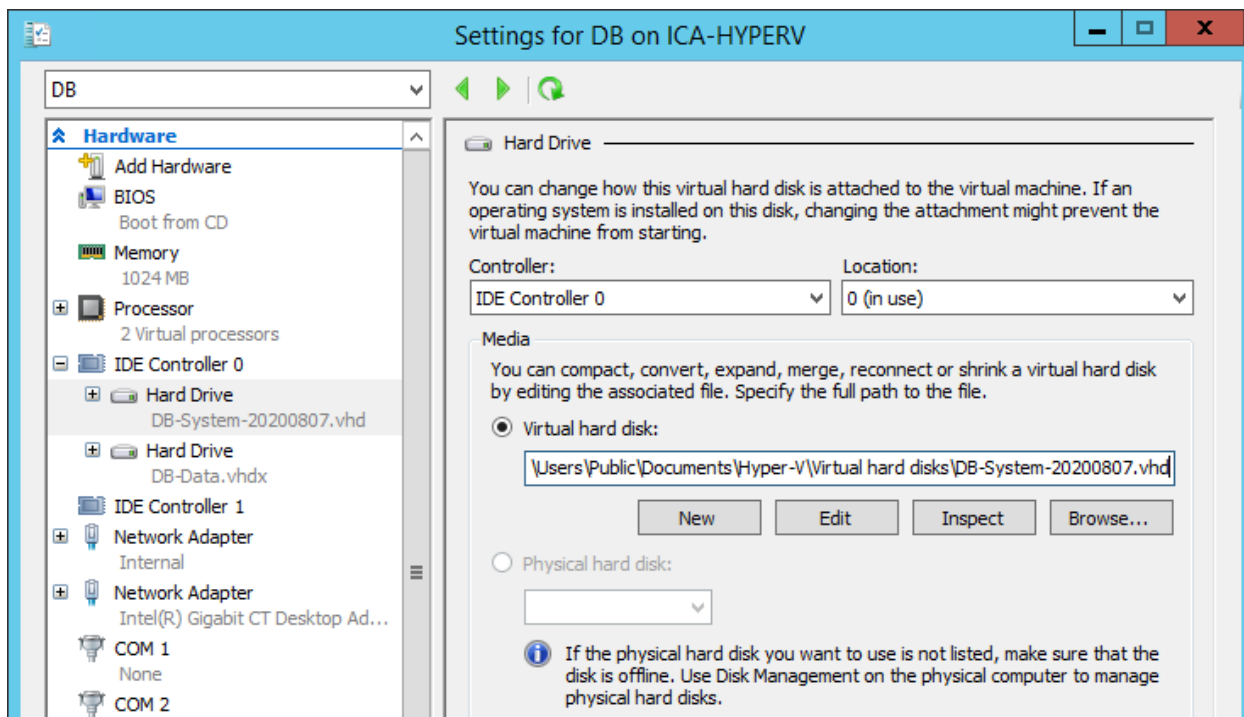 Settings for DB on ICA-HYPERV
X
DB
Hardware
Add Hardware
BIOS
Boot from CD
Memory
1024 MB
Processor
2 Virtual processors
IDE Controller 0
Hard Drive
DB-System-20200807.vhd
Hard Drive
DB-Data.vhdx
IDE Controller 1
Network Adapter
Internal
Network Adapter
Intel(R) Gigabit CT Desktop Ad...
COM 1
None
COM 2
Hard Drive
You can change how this virtual hard disk is attached to the virtual machine. If an
operating system is installed on this disk, changing the attachment might prevent the
virtual machine from starting.
Controller: Location:
IDE Controller 0 0 (in use)
Media
You can compact, convert, expand, merge, reconnect or shrink a virtual hard disk
by editing the associated file. Specify the full path to the file.
Virtual hard disk:
\Users\Public\Documents\Hyper-V\Virtual hard disks\DB-System-20200807.vhd
New Edit Inspect Browse...
Physical hard disk:
If the physical hard disk you want to use is not listed, make sure that the
disk is offline. Use Disk Management on the physical computer to manage
physical hard disks.